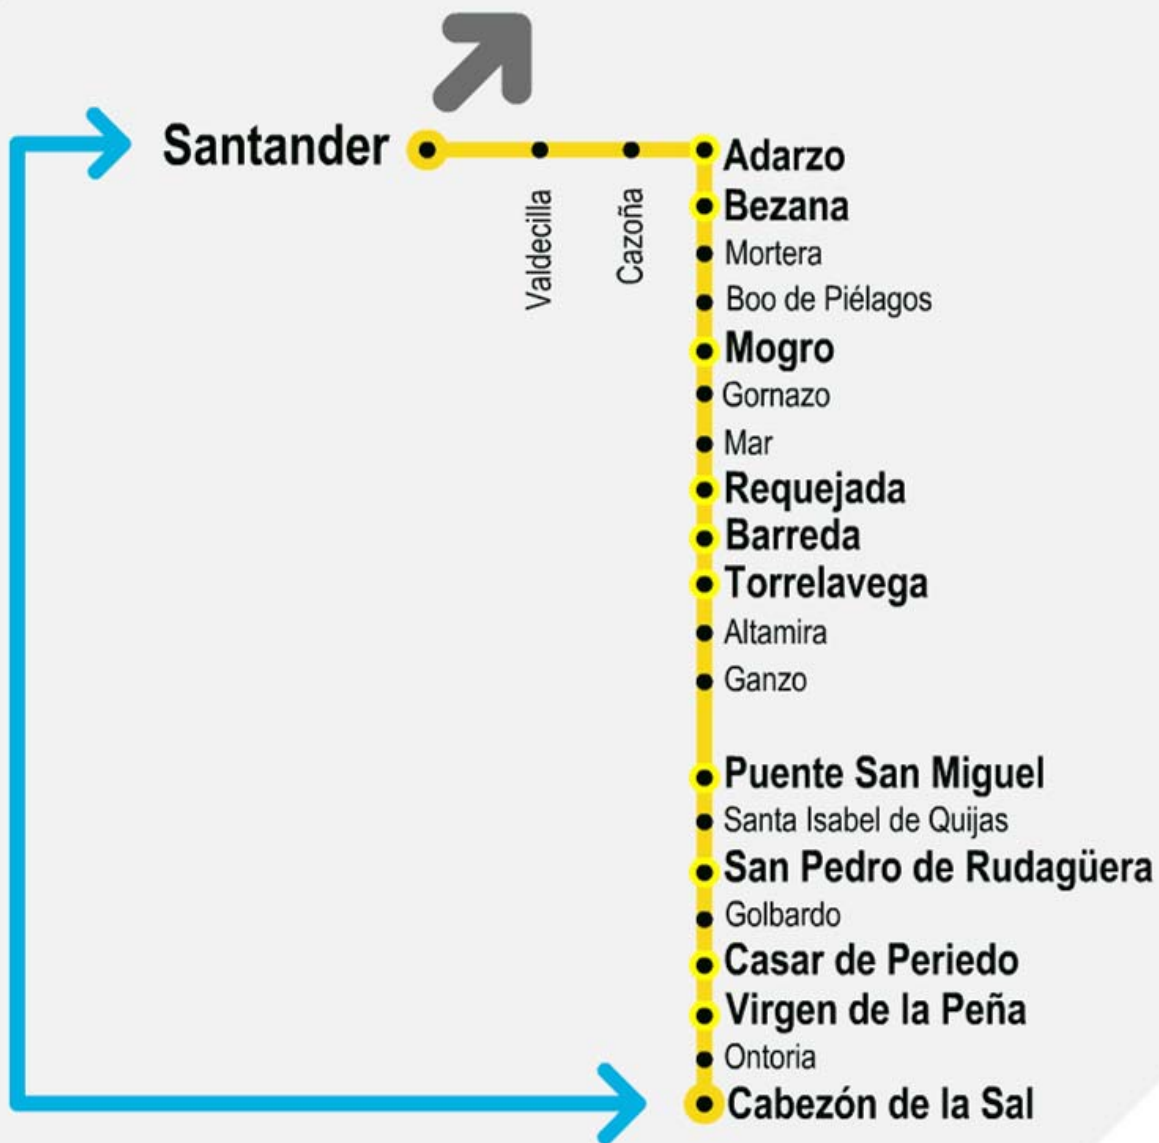 Santander
Valdecilla
Cazoña
Adarzo
Bezana
Mortera
Boo de Piélagos
Mogro
Gornazo
Mar
Requejada
Barreda
Torrelavega
Altamira
Ganzo
Puente San Miguel
Santa Isabel de Quijas
San Pedro de Rudagüera
Golbardo
Casar de Periedo
Virgen de la Peña
Ontoria
Cabezón de la Sal